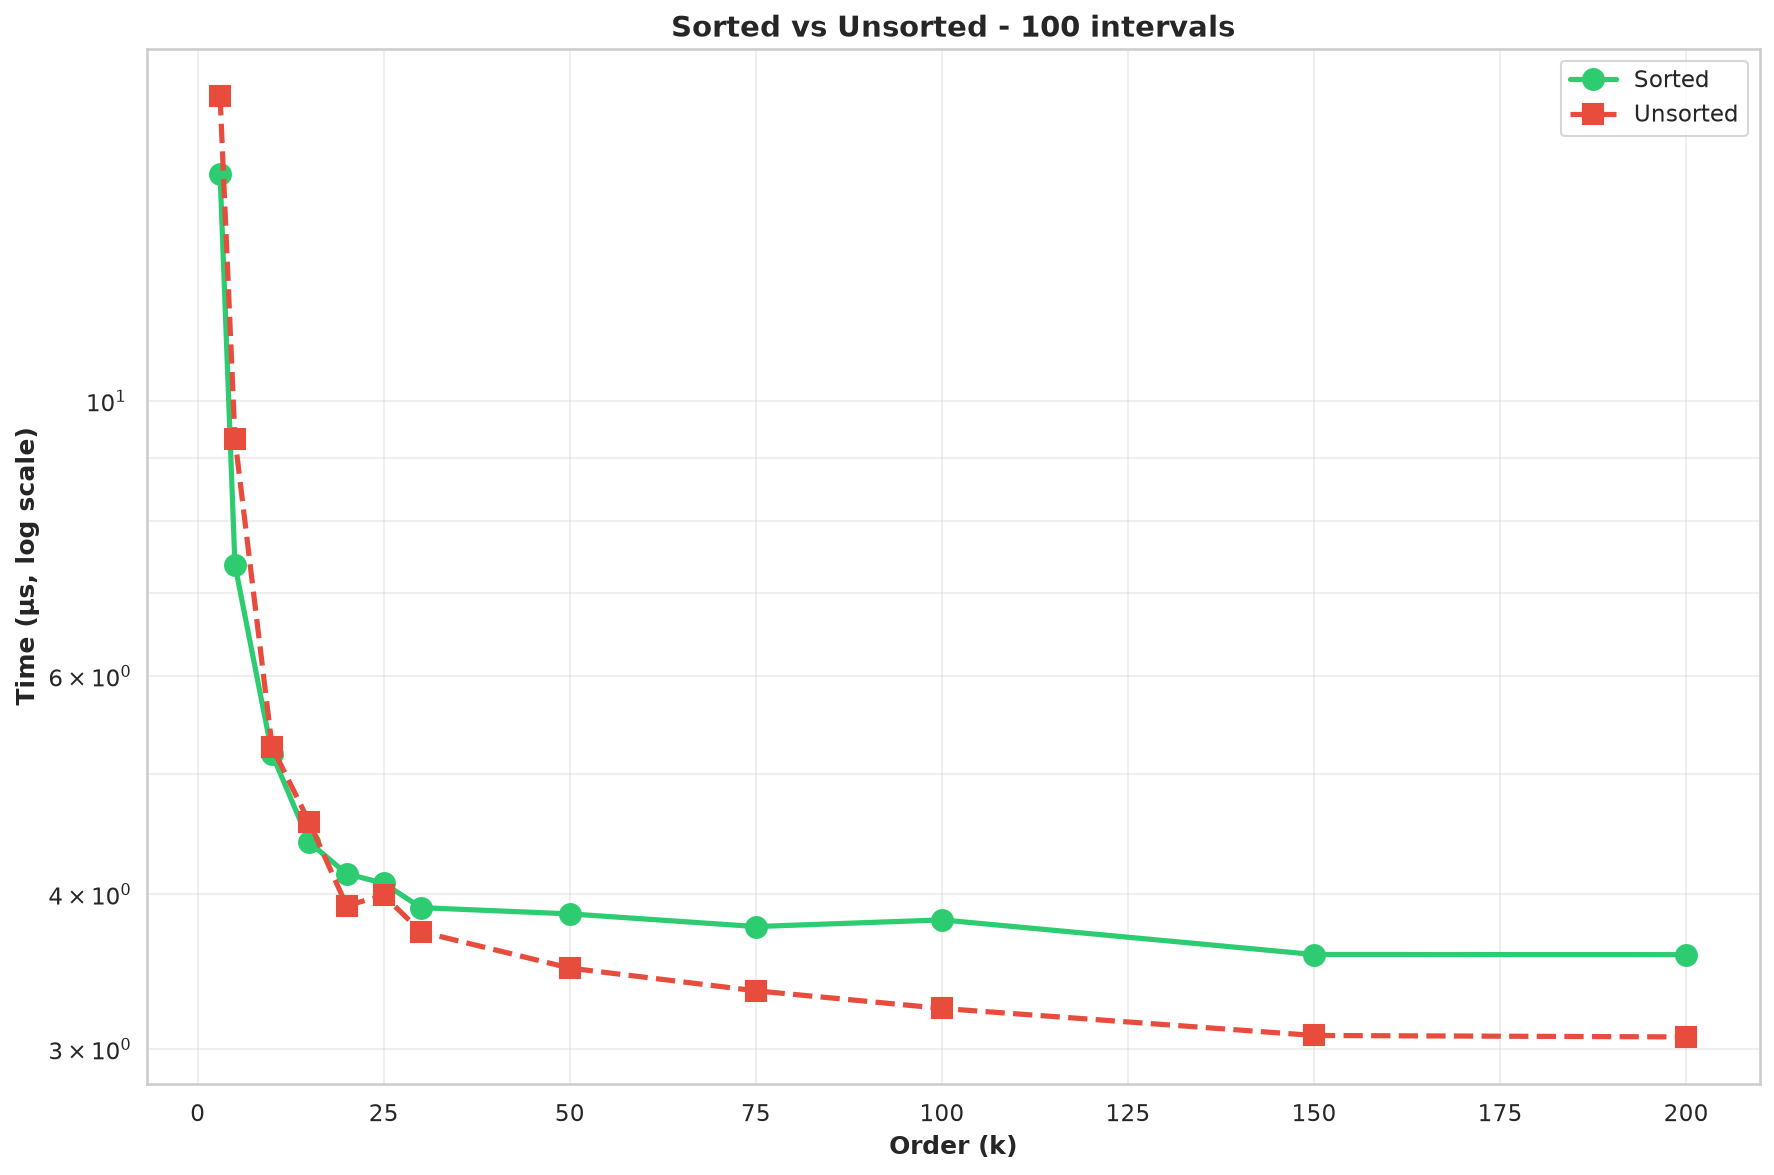 Sorted vs Unsorted - 100 intervals
Sorted
Unsorted
Time (μs, log scale)
10¹
6 × 10⁰
4 × 10⁰
3 × 10⁰
0 25 50 75 100 125 150 175 200
Order (k)